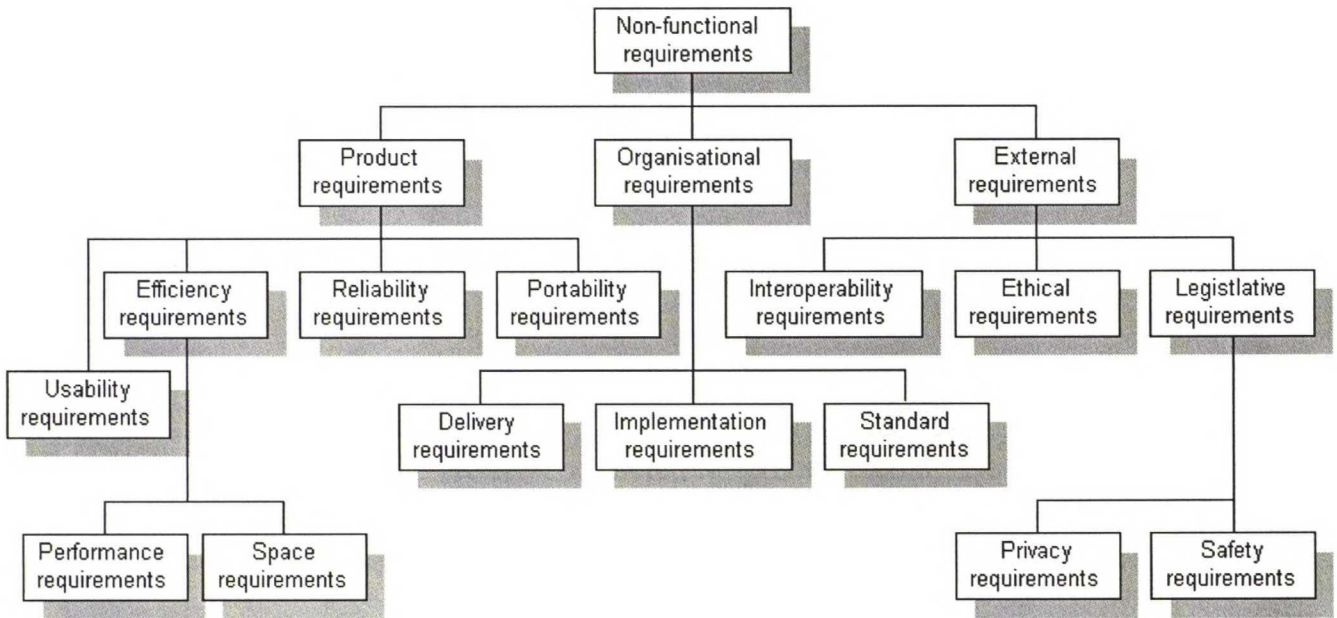 Non-functional
requirements
Product
requirements
Organisational
requirements
External
requirements
Efficiency
requirements
Reliability
requirements
Portability
requirements
Interoperability
requirements
Ethical
requirements
Legistlative
requirements
Usability
requirements
Delivery
requirements
Implementation
requirements
Standard
requirements
Performance
requirements
Space
requirements
Privacy
requirements
Safety
requirements